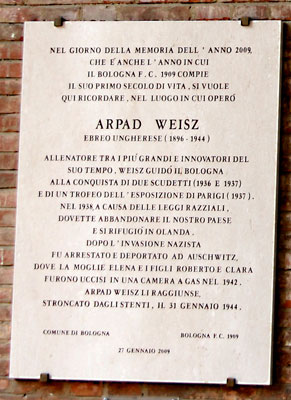 NEL GIORNO DELLA MEMORIA DELL'ANNO 2009,
CHE E' ANCHE L'ANNO IN CUI
IL BOLOGNA F.C. 1909 COMPIE
IL SUO PRIMO SECOLO DI VITA, SI VUOLE
QUI RICORDARE, NEL LUOGO IN CUI OPERÒ
ARPAD WEISZ
EBREO UNGHERESE (1896 - 1944)
ALLENATORE TRA I PIU' GRANDI E INNOVATORI DEL
SUO TEMPO, WEISZ GUIDÒ IL BOLOGNA
ALLA CONQUISTA DI DUE SCUDETTI (1936 E 1937)
E DI UN TROFEO DELL'ESPOSIZIONE DI PARIGI (1937).
NEL 1938, A CAUSA DELLE LEGGI RAZZIALI,
DOVETTE ABBANDONARE IL NOSTRO PAESE
E SI RIFUGIÒ IN OLANDA.
DOPO L'INVASIONE NAZISTA
FU ARRESTATO E DEPORTATO AD AUSCHWITZ,
DOVE LA MOGLIE ELENA E I FIGLI ROBERTO E CLARA
FURONO UCCISI IN UNA CAMERA A GAS NEL 1942.
ARPAD WEISZ LI RAGGIUNSE,
STRONCATO DAGLI STENTI, IL 31 GENNAIO 1944.
COMUNE DI BOLOGNA BOLOGNA F.C. 1909
27 GENNAIO 2009